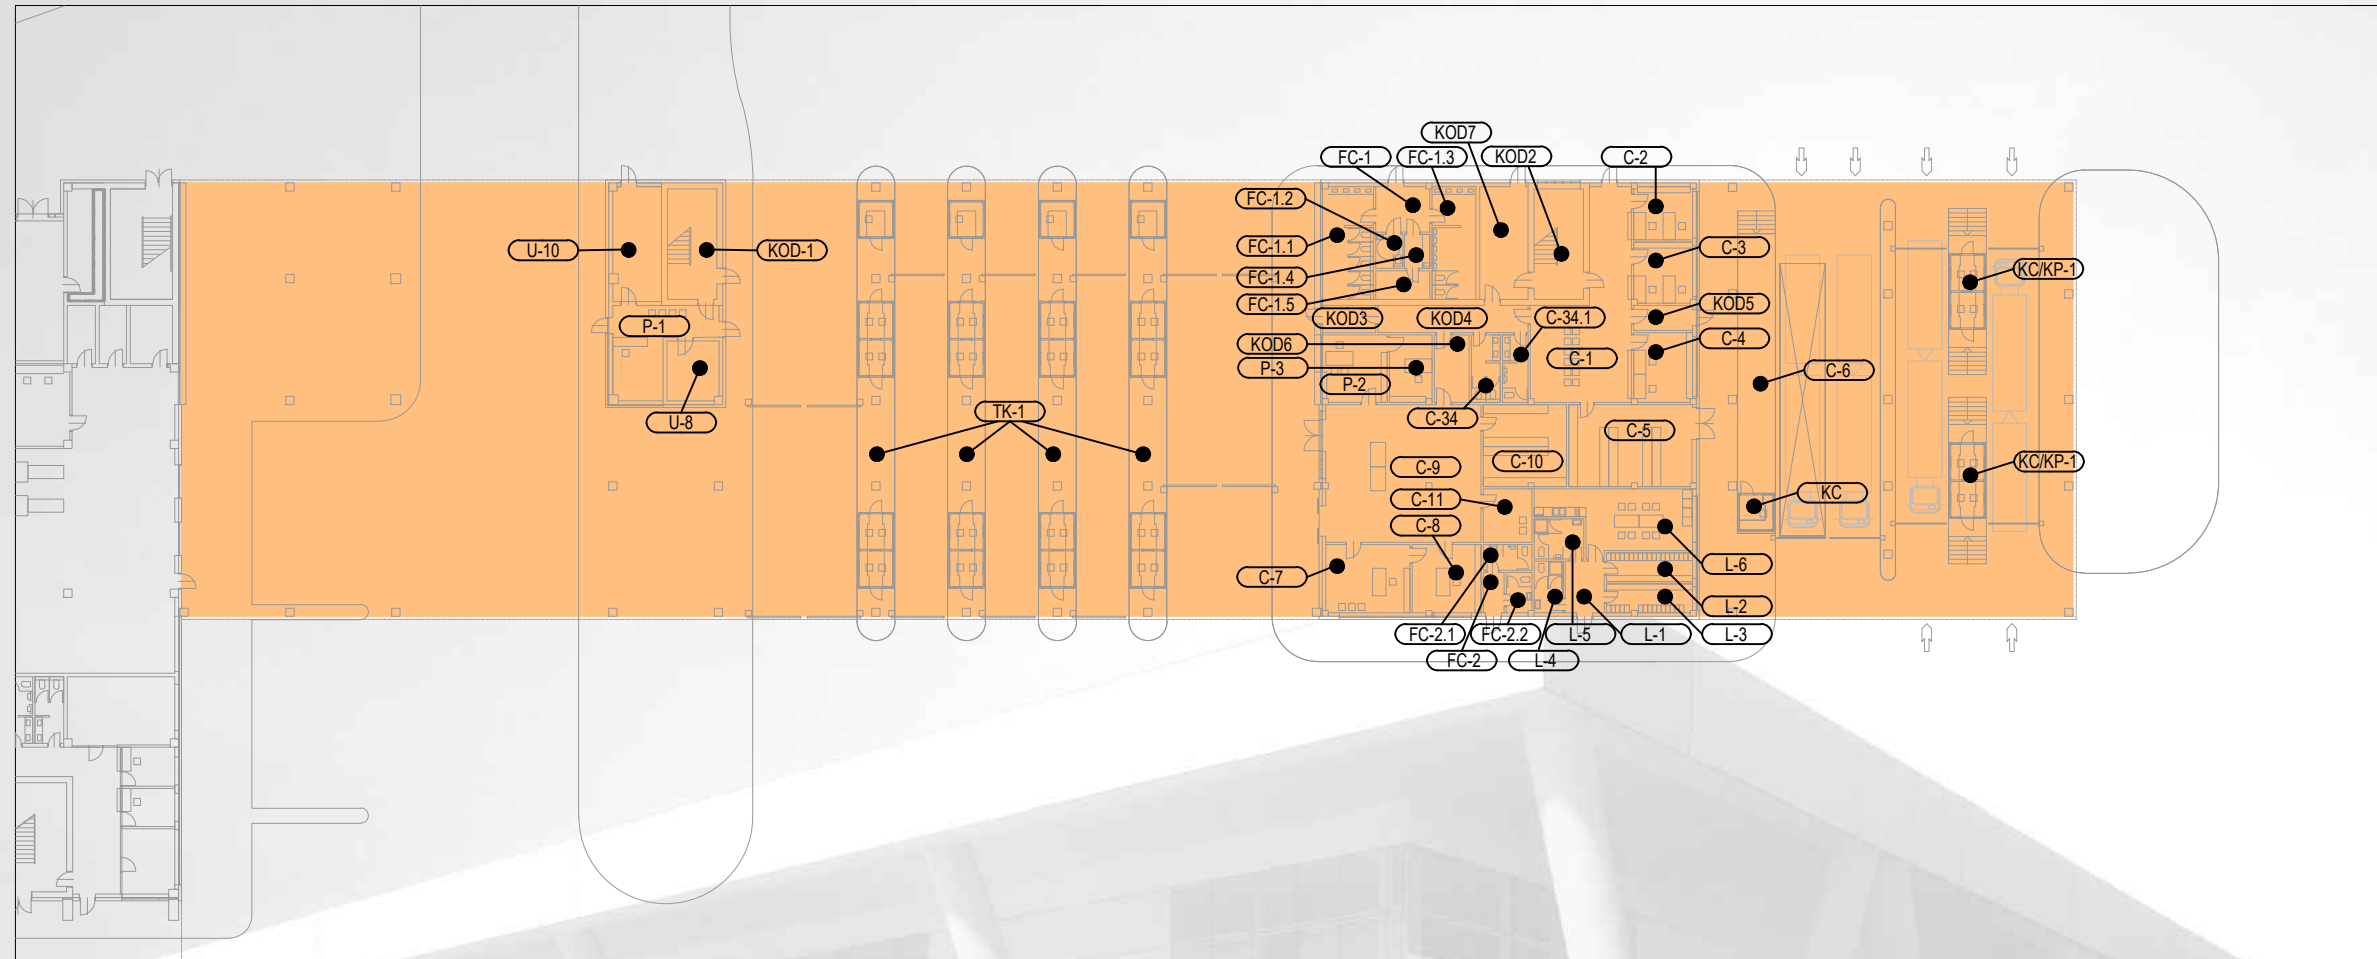 KOD7
FC-1
FC-1.3
KOD2
C-2
FC-1.2
FC-1.1
U-10
KOD-1
C-3
KC/KP-1
FC-1.4
FC-1.5
KOD5
KOD3
KOD4
C-34.1
P-1
C-4
KOD6
C-1
P-3
C-6
P-2
TK-1
C-34
U-8
C-5
C-10
KC/KP-1
C-9
KC
C-11
C-8
L-6
C-7
L-2
FC-2.1
FC-2.2
L-5
L-1
L-3
FC-2
L-4